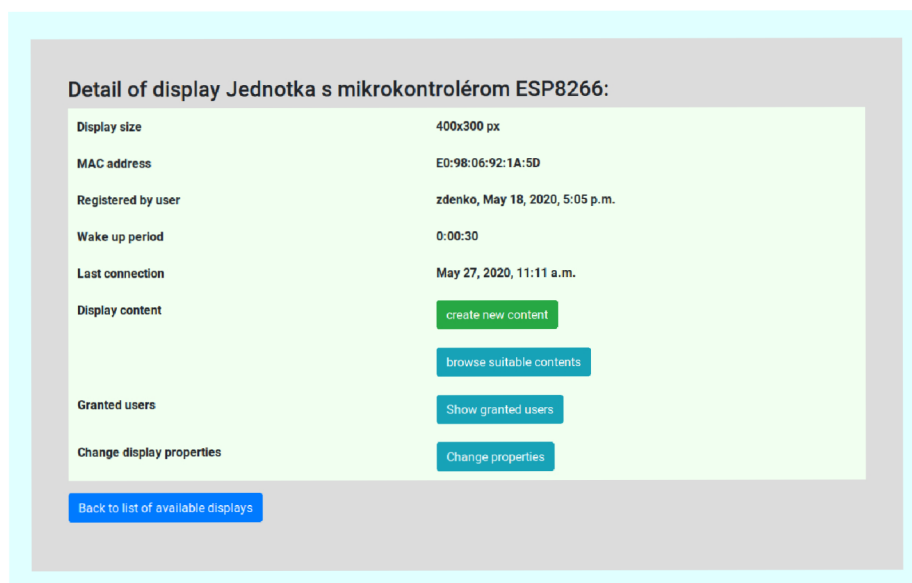 Detail of display Jednotka s mikrokontrolérom ESP8266:
Display size 400x300 px
MAC address E0:98:06:92:1A:5D
Registered by user zdenko, May 18, 2020, 5:05 p.m.
Wake up period 0:00:30
Last connection May 27, 2020, 11:11 a.m.
Display content create new content
browse suitable contents
Granted users Show granted users
Change display properties Change properties
Back to list of available displays